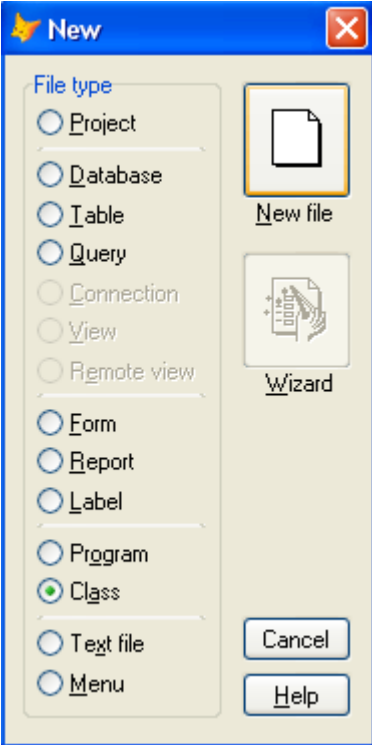 New
File type
Project
Database
Table
Query
Connection
View
Remote view
Form
Report
Label
Program
Class
Text file
Menu
New file
Wizard
Cancel
Help